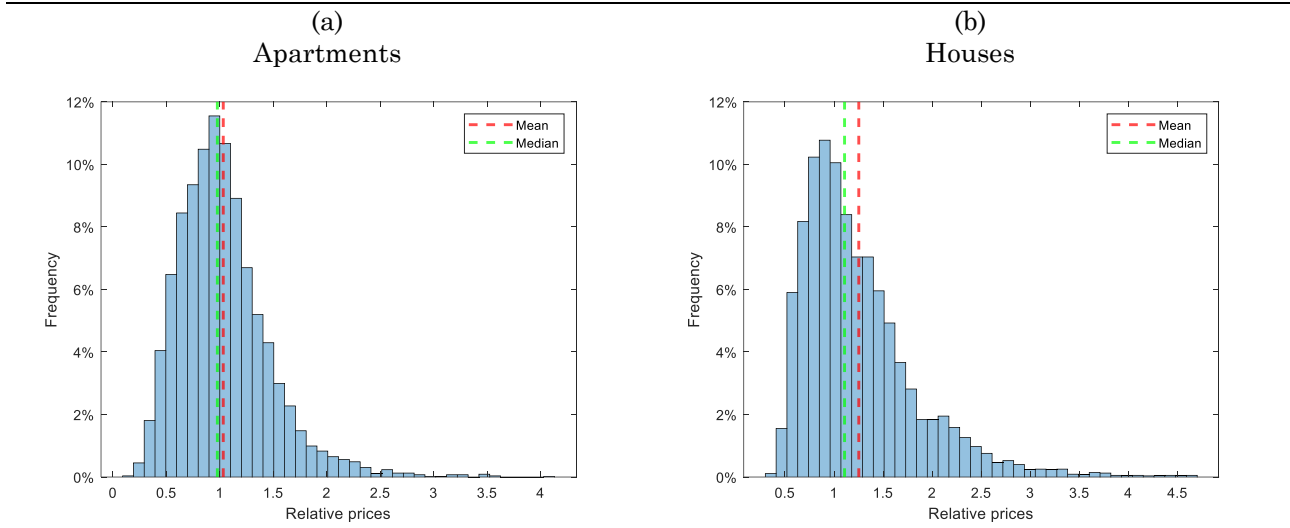 (a)
Apartments
12%
10%
8%
6%
4%
2%
0%
Frequency
0 0.5 1 1.5 2 2.5 3 3.5 4
Relative prices
Mean
Median
(b)
Houses
12%
10%
8%
6%
4%
2%
0%
Frequency
0.5 1 1.5 2 2.5 3 3.5 4 4.5
Relative prices
Mean
Median